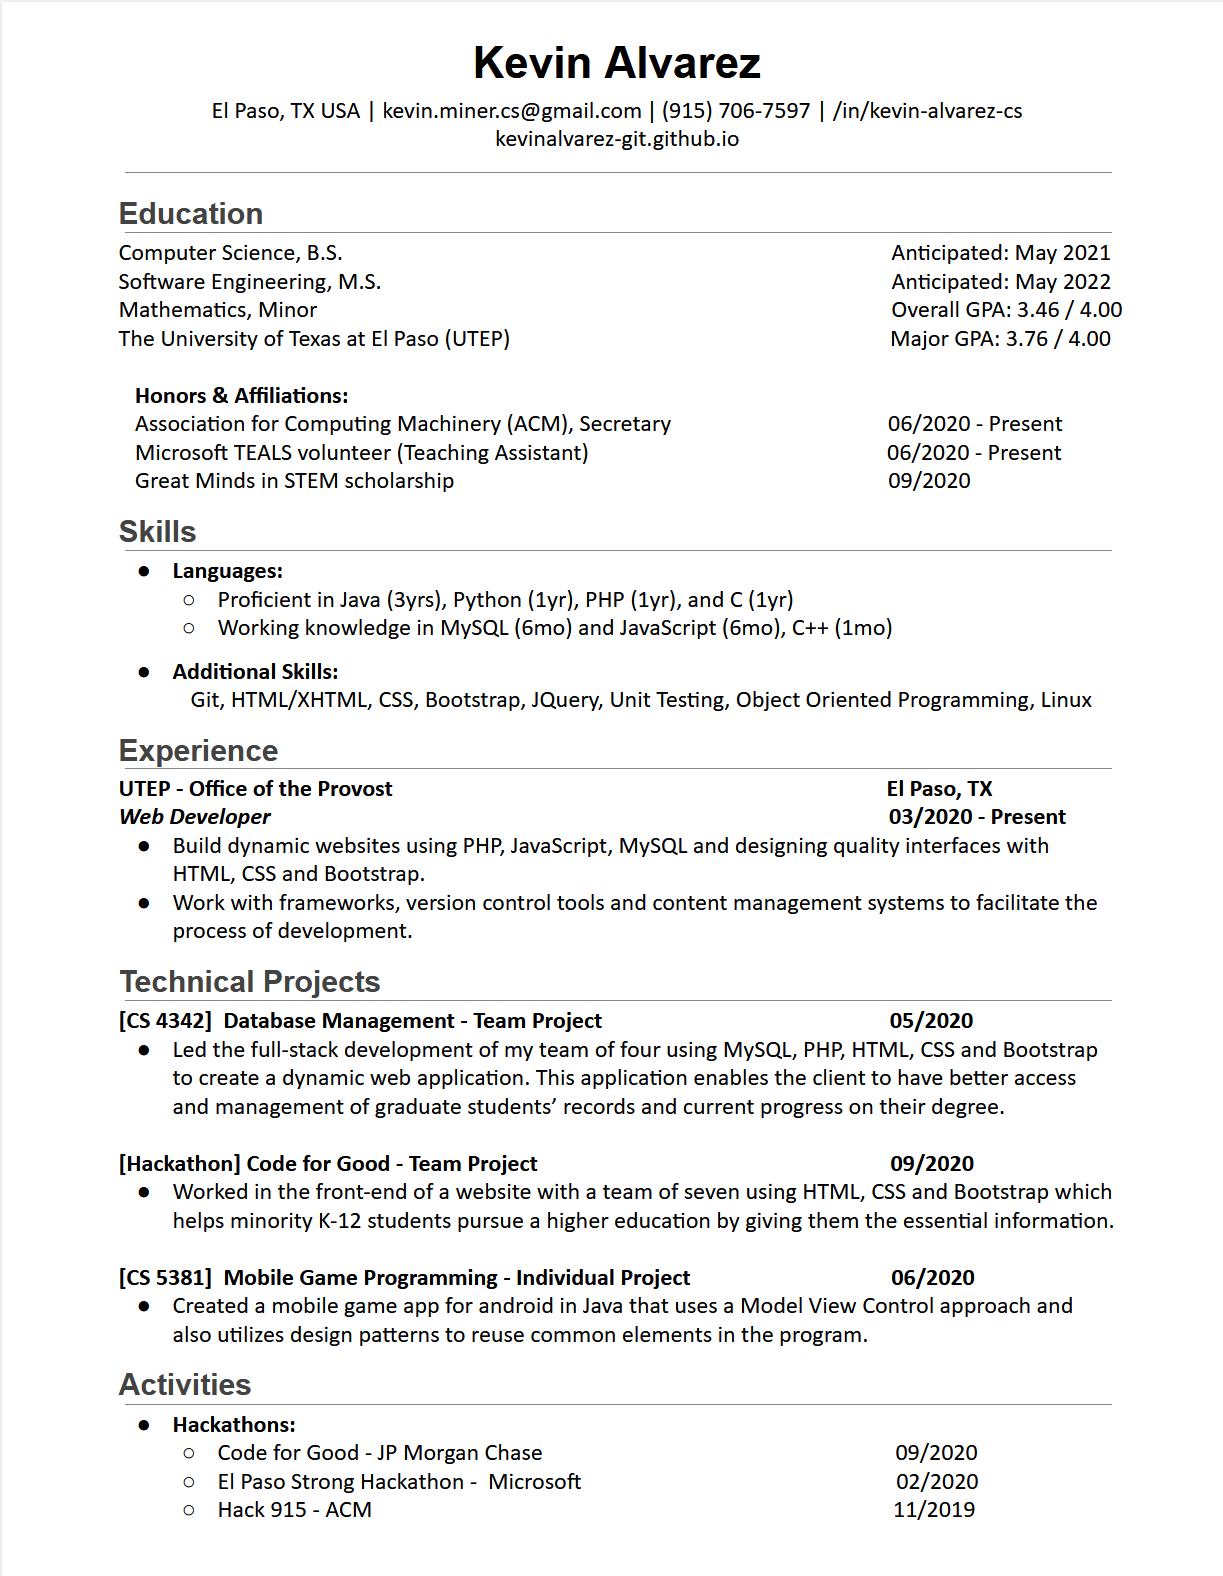 Kevin Alvarez
El Paso, TX USA | kevin.miner.cs@gmail.com | (915) 706-7597 | /in/kevin-alvarez-cs
kevinalvarez-git.github.io
Education
Computer Science, B.S. Anticipated: May 2021
Software Engineering, M.S. Anticipated: May 2022
Mathematics, Minor Overall GPA: 3.46 / 4.00
The University of Texas at El Paso (UTEP) Major GPA: 3.76 / 4.00
Honors & Affiliations:
Association for Computing Machinery (ACM), Secretary 06/2020 - Present
Microsoft TEALS volunteer (Teaching Assistant) 06/2020 - Present
Great Minds in STEM scholarship 09/2020
Skills
● Languages:
○ Proficient in Java (3yrs), Python (1yr), PHP (1yr), and C (1yr)
○ Working knowledge in MySQL (6mo) and JavaScript (6mo), C++ (1mo)
● Additional Skills:
Git, HTML/XHTML, CSS, Bootstrap, JQuery, Unit Testing, Object Oriented Programming, Linux
Experience
UTEP - Office of the Provost El Paso, TX
Web Developer 03/2020 - Present
● Build dynamic websites using PHP, JavaScript, MySQL and designing quality interfaces with
HTML, CSS and Bootstrap.
● Work with frameworks, version control tools and content management systems to facilitate the
process of development.
Technical Projects
[CS 4342] Database Management - Team Project 05/2020
● Led the full-stack development of my team of four using MySQL, PHP, HTML, CSS and Bootstrap
to create a dynamic web application. This application enables the client to have better access
and management of graduate students’ records and current progress on their degree.
[Hackathon] Code for Good - Team Project 09/2020
● Worked in the front-end of a website with a team of seven using HTML, CSS and Bootstrap which
helps minority K-12 students pursue a higher education by giving them the essential information.
[CS 5381] Mobile Game Programming - Individual Project 06/2020
● Created a mobile game app for android in Java that uses a Model View Control approach and
also utilizes design patterns to reuse common elements in the program.
Activities
● Hackathons:
○ Code for Good - JP Morgan Chase 09/2020
○ El Paso Strong Hackathon - Microsoft 02/2020
○ Hack 915 - ACM 11/2019